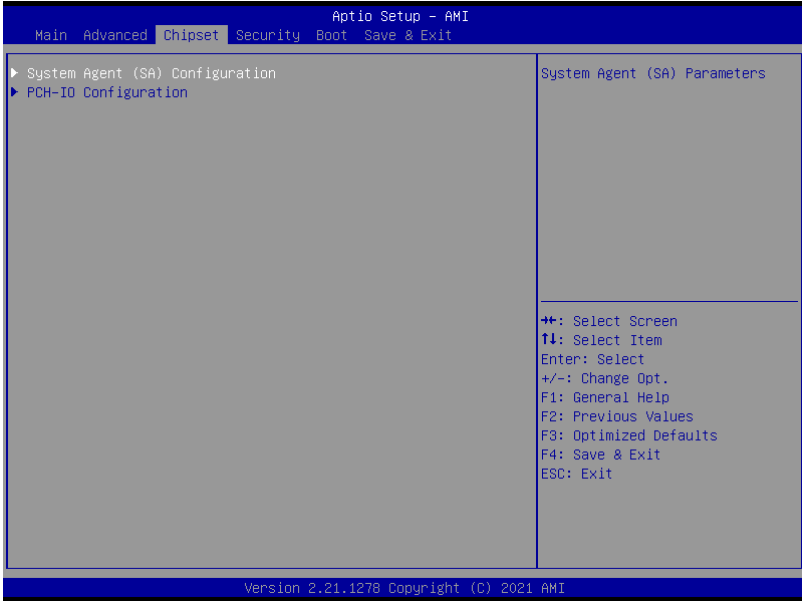 Aptio Setup – AMI
Main Advanced Chipset Security Boot Save & Exit
▶ System Agent (SA) Configuration
▶ PCH-IO Configuration
System Agent (SA) Parameters
→←: Select Screen
↑↓: Select Item
Enter: Select
+/-: Change Opt.
F1: General Help
F2: Previous Values
F3: Optimized Defaults
F4: Save & Exit
ESC: Exit
Version 2.21.1278 Copyright (C) 2021 AMI